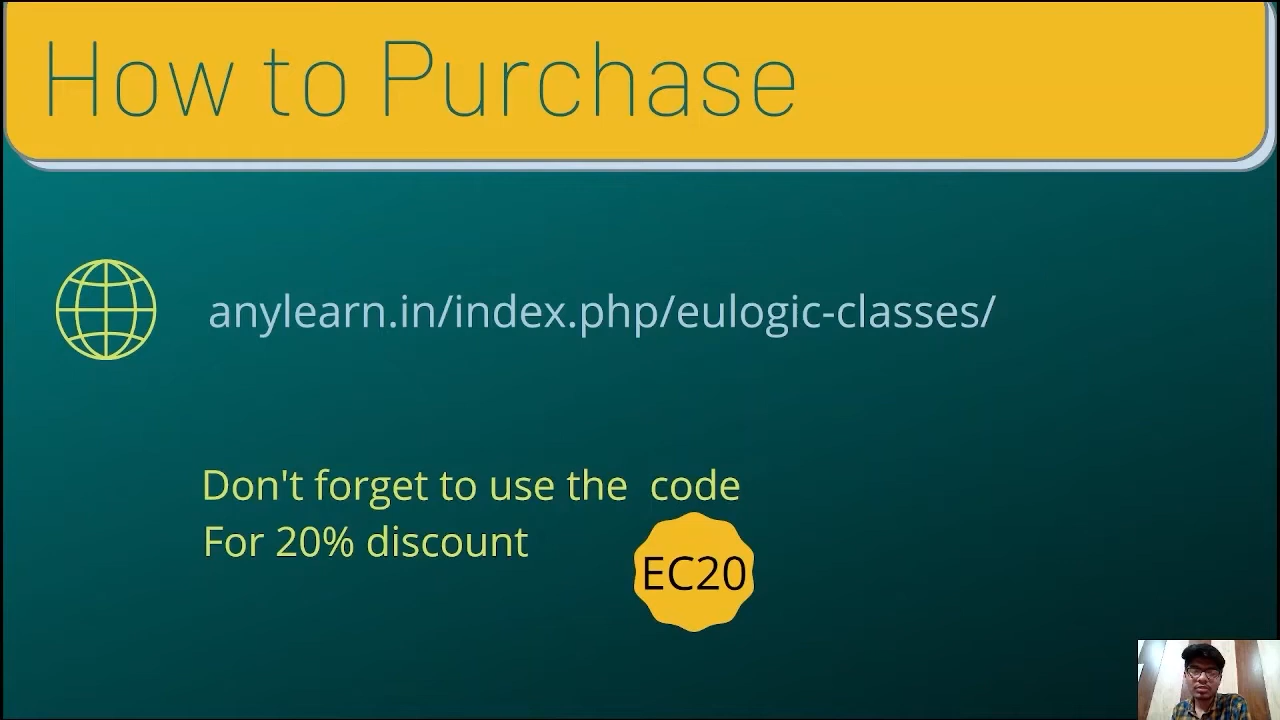 How to Purchase
anylearn.in/index.php/eulogic-classes/
Don't forget to use the code
For 20% discount
EC20